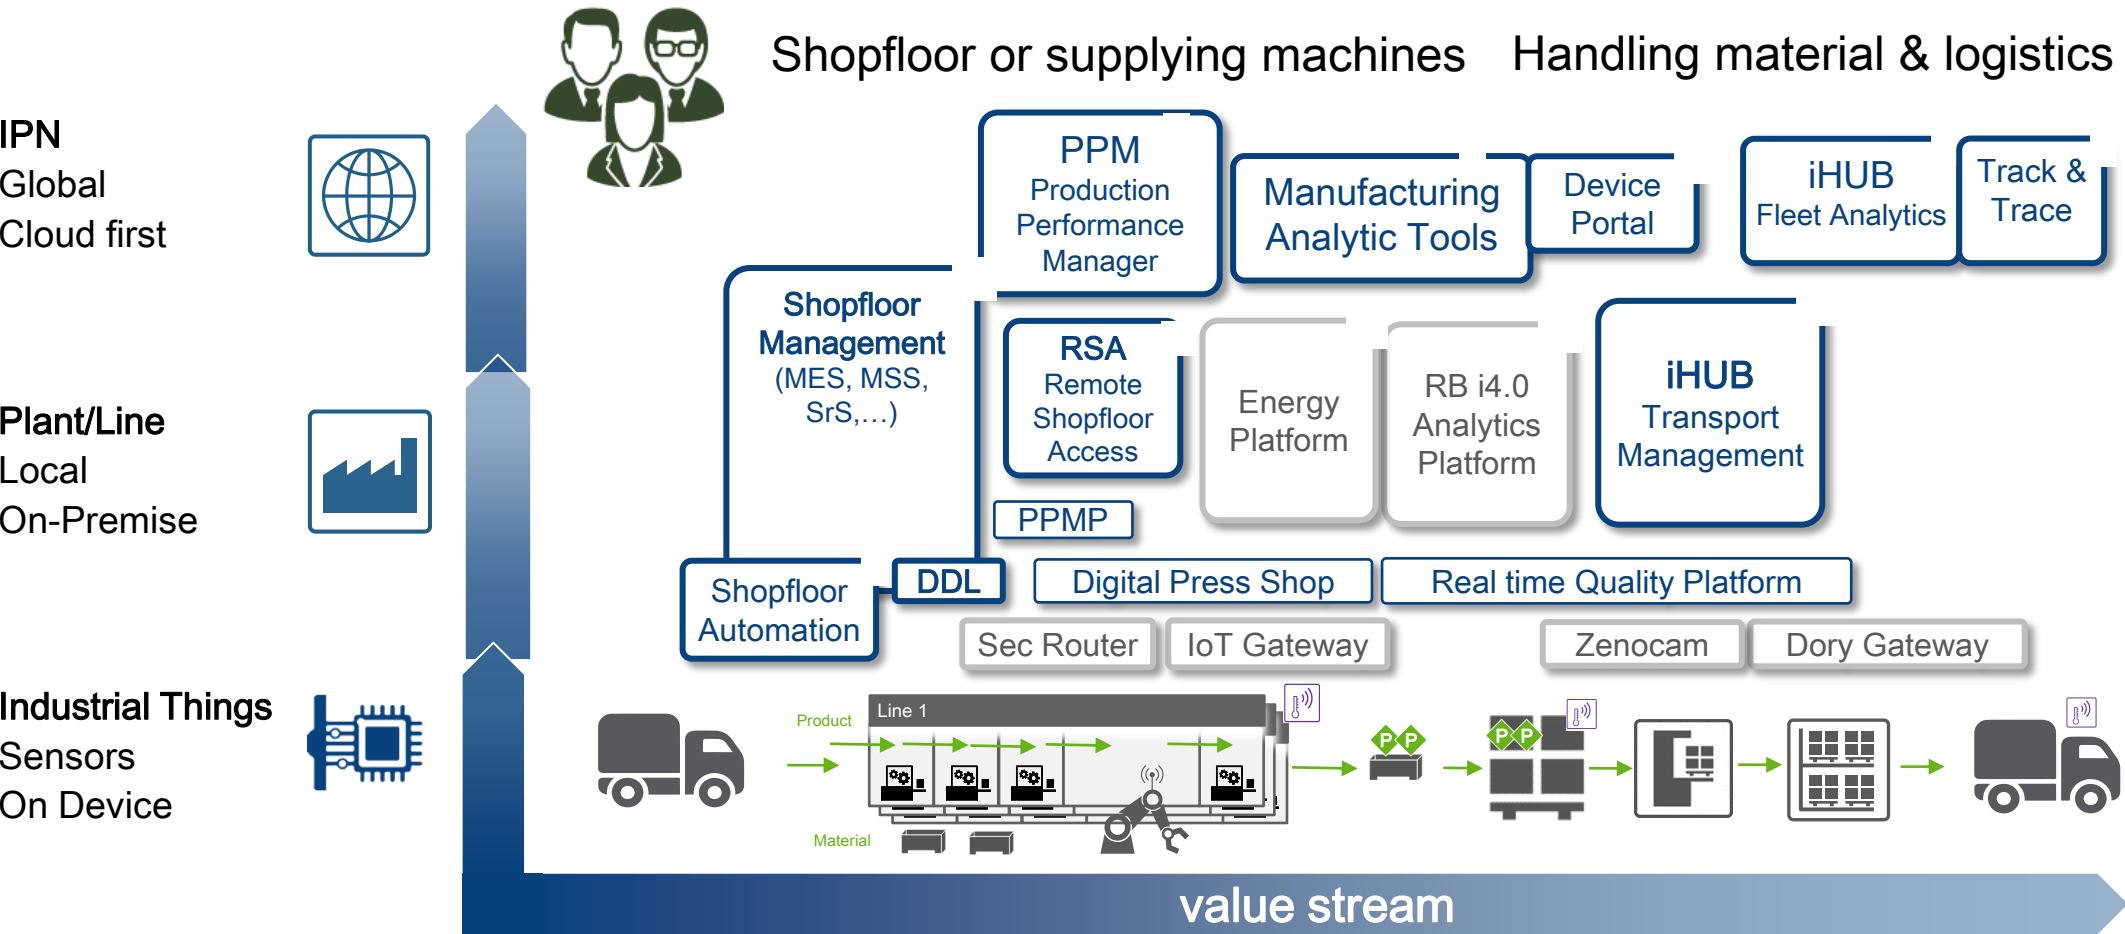 Shopfloor or supplying machines
Handling material & logistics
IPN
Global
Cloud first
PPM
Production
Performance
Manager
Manufacturing
Analytic Tools
Device
Portal
iHUB
Fleet Analytics
Track &
Trace
Shopfloor
Management
(MES, MSS,
SrS,...)
RSA
Remote
Shopfloor
Access
Energy
Platform
RB i4.0
Analytics
Platform
iHUB
Transport
Management
Plant/Line
Local
On-Premise
PPMP
Shopfloor
Automation
DDL
Digital Press Shop
Real time Quality Platform
Sec Router
IoT Gateway
Zenocam
Dory Gateway
Industrial Things
Sensors
On Device
Product
Line 1
P P
P P
Material
value stream